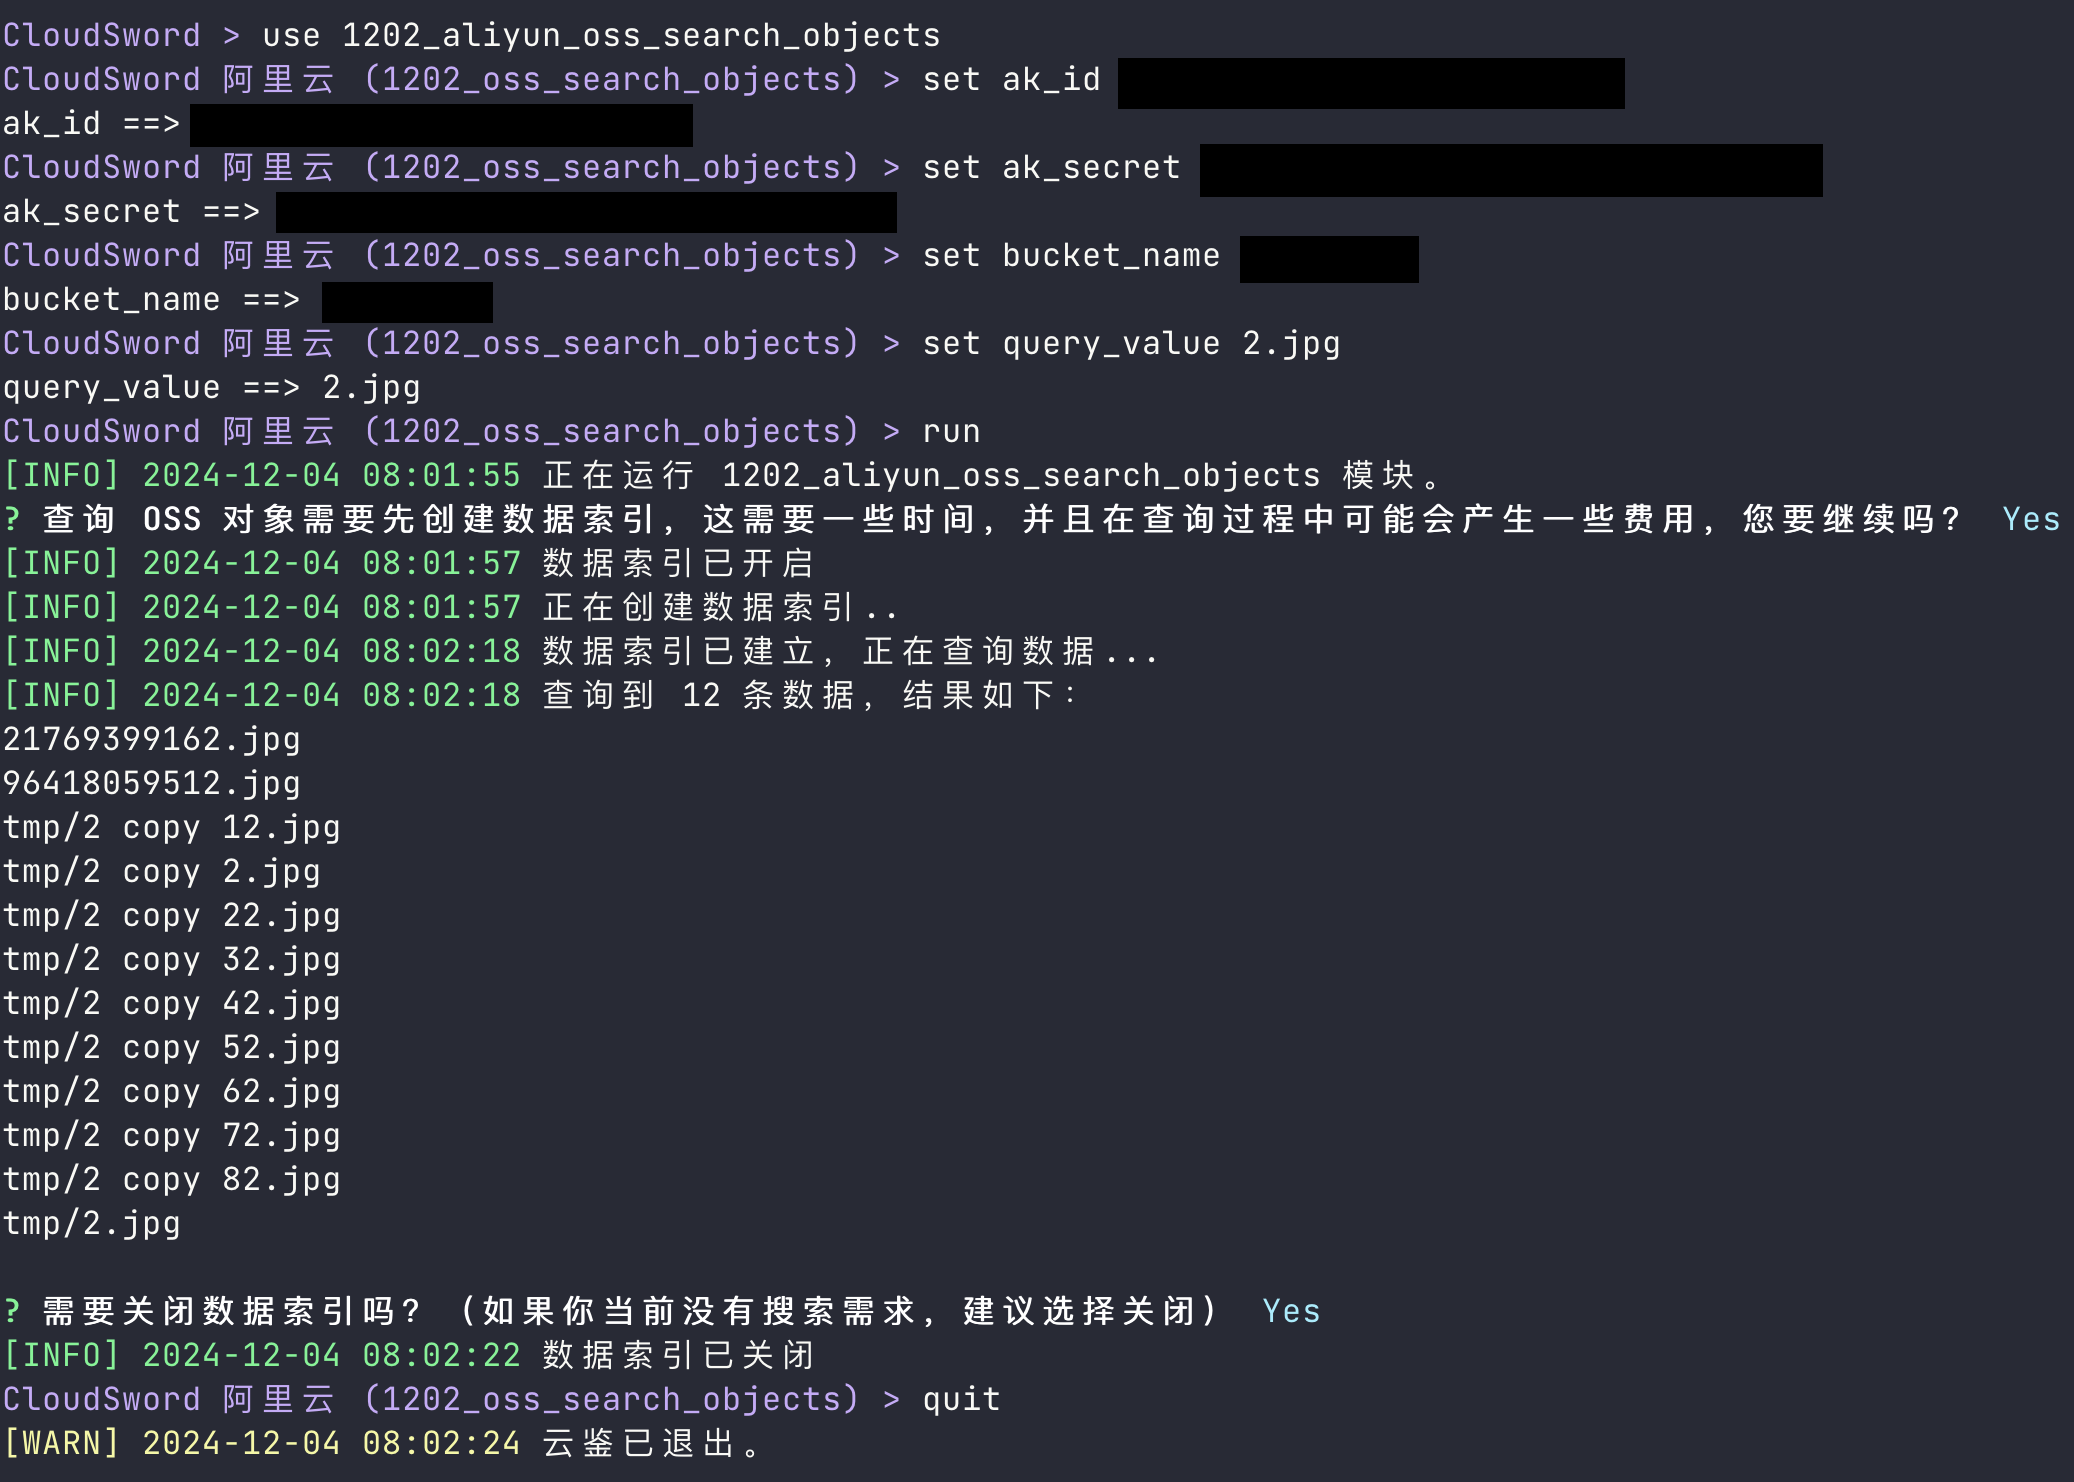 CloudSword > use 1202_aliyun_oss_search_objects
CloudSword 阿里云 (1202_oss_search_objects) > set ak_id
ak_id ==>
CloudSword 阿里云 (1202_oss_search_objects) > set ak_secret
ak_secret ==>
CloudSword 阿里云 (1202_oss_search_objects) > set bucket_name
bucket_name ==>
CloudSword 阿里云 (1202_oss_search_objects) > set query_value 2.jpg
query_value ==> 2.jpg
CloudSword 阿里云 (1202_oss_search_objects) > run
[INFO] 2024-12-04 08:01:55 正在运行 1202_aliyun_oss_search_objects 模块。
? 查询 OSS 对象需要先创建数据索引，这需要一些时间，并且在查询过程中可能会产生一些费用，您要继续吗？ Yes
[INFO] 2024-12-04 08:01:57 数据索引已开启
[INFO] 2024-12-04 08:01:57 正在创建数据索引..
[INFO] 2024-12-04 08:02:18 数据索引已建立，正在查询数据...
[INFO] 2024-12-04 08:02:18 查询到 12 条数据，结果如下：
21769399162.jpg
96418059512.jpg
tmp/2 copy 12.jpg
tmp/2 copy 2.jpg
tmp/2 copy 22.jpg
tmp/2 copy 32.jpg
tmp/2 copy 42.jpg
tmp/2 copy 52.jpg
tmp/2 copy 62.jpg
tmp/2 copy 72.jpg
tmp/2 copy 82.jpg
tmp/2.jpg
? 需要关闭数据索引吗？（如果你当前没有搜索需求，建议选择关闭） Yes
[INFO] 2024-12-04 08:02:22 数据索引已关闭
CloudSword 阿里云 (1202_oss_search_objects) > quit
[WARN] 2024-12-04 08:02:24 云鉴已退出。